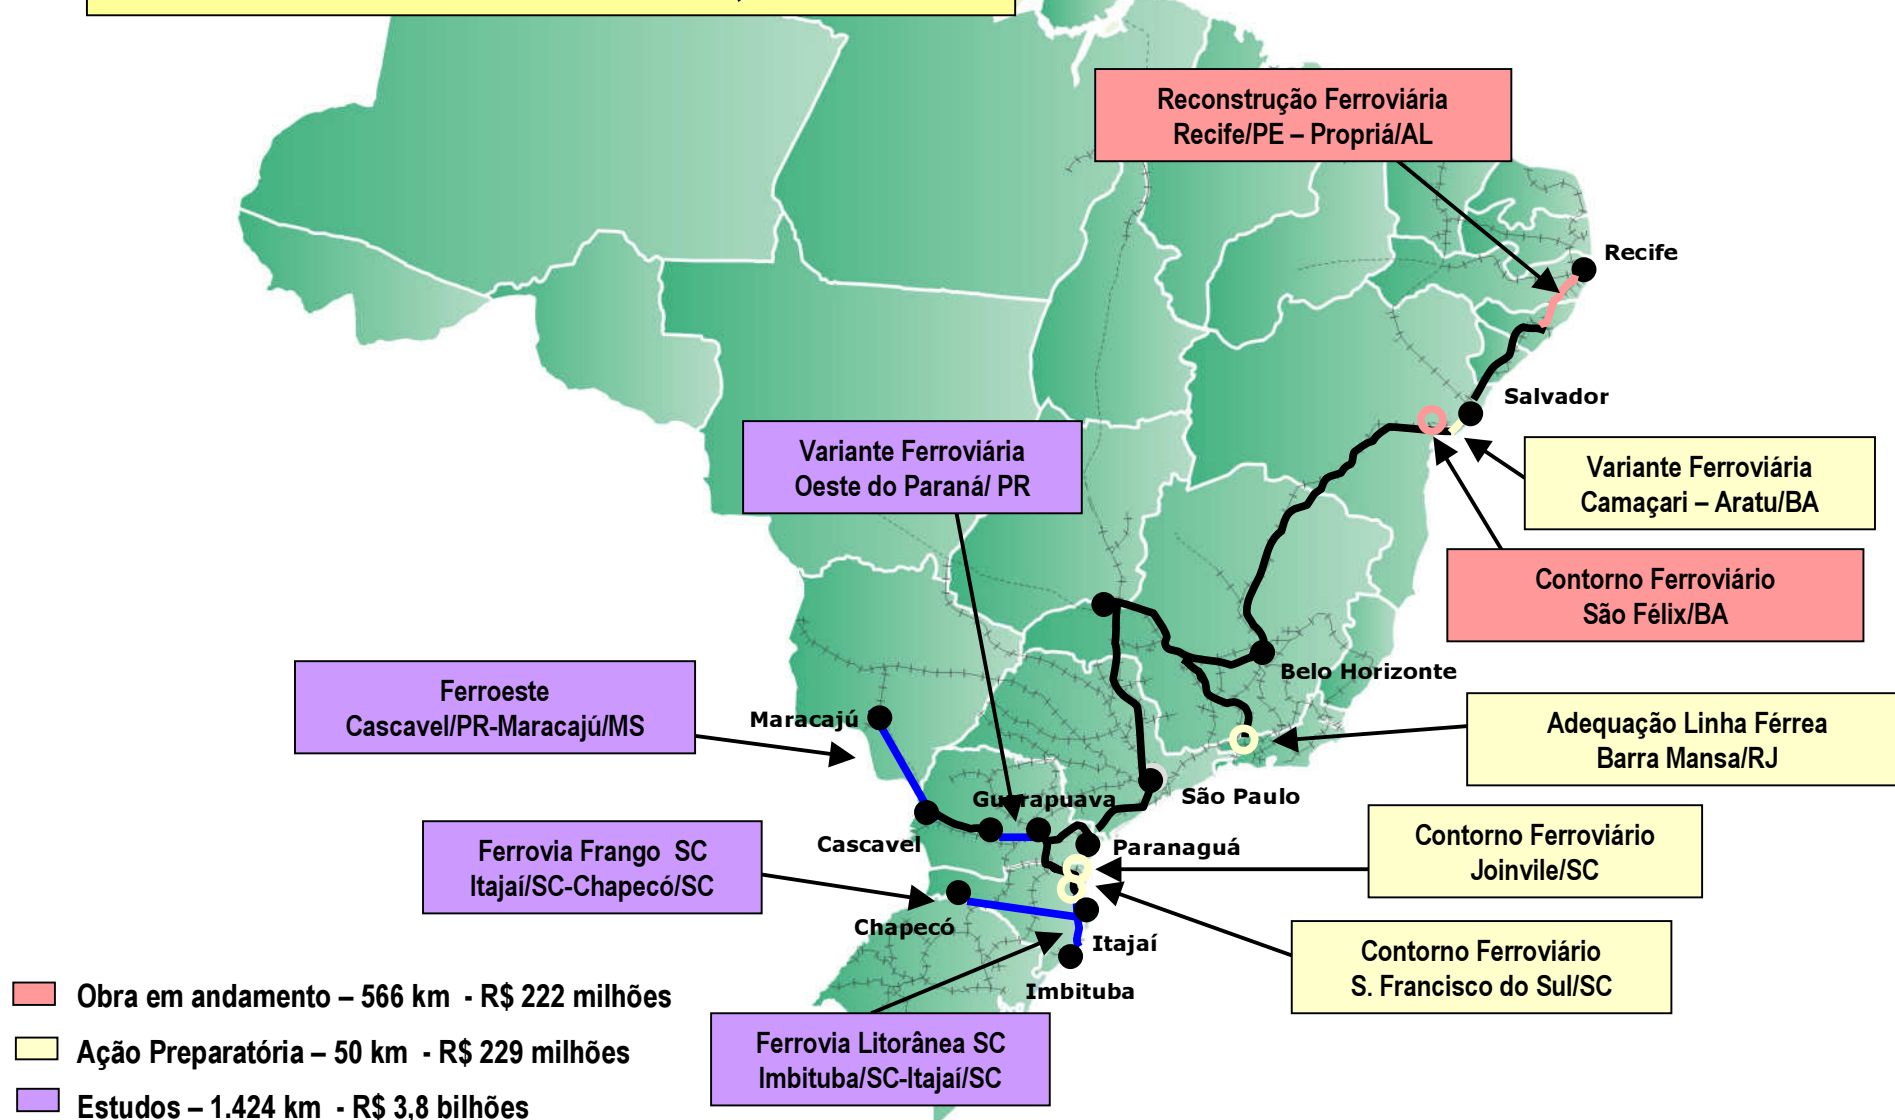 Reconstrução Ferroviária
Recife/PE – Propriá/AL
Recife
Salvador
Variante Ferroviária
Oeste do Paraná/ PR
Variante Ferroviária
Camaçari – Aratu/BA
Contorno Ferroviário
São Félix/BA
Belo Horizonte
Ferroeste
Cascavel/PR-Maracajú/MS
Maracajú
Adequação Linha Férrea
Barra Mansa/RJ
Guarapuava
São Paulo
Cascavel
Paranaguá
Contorno Ferroviário
Joinvile/SC
Ferrovia Frango  SC
Itajaí/SC-Chapecó/SC
Chapecó
Itajaí
Contorno Ferroviário
S. Francisco do Sul/SC
Imbituba
Ferrovia Litorânea SC
Imbituba/SC-Itajaí/SC
Obra em andamento – 566 km  - R$ 222 milhões
Ação Preparatória – 50 km  - R$ 229 milhões
Estudos – 1.424 km  - R$ 3,8 bilhões